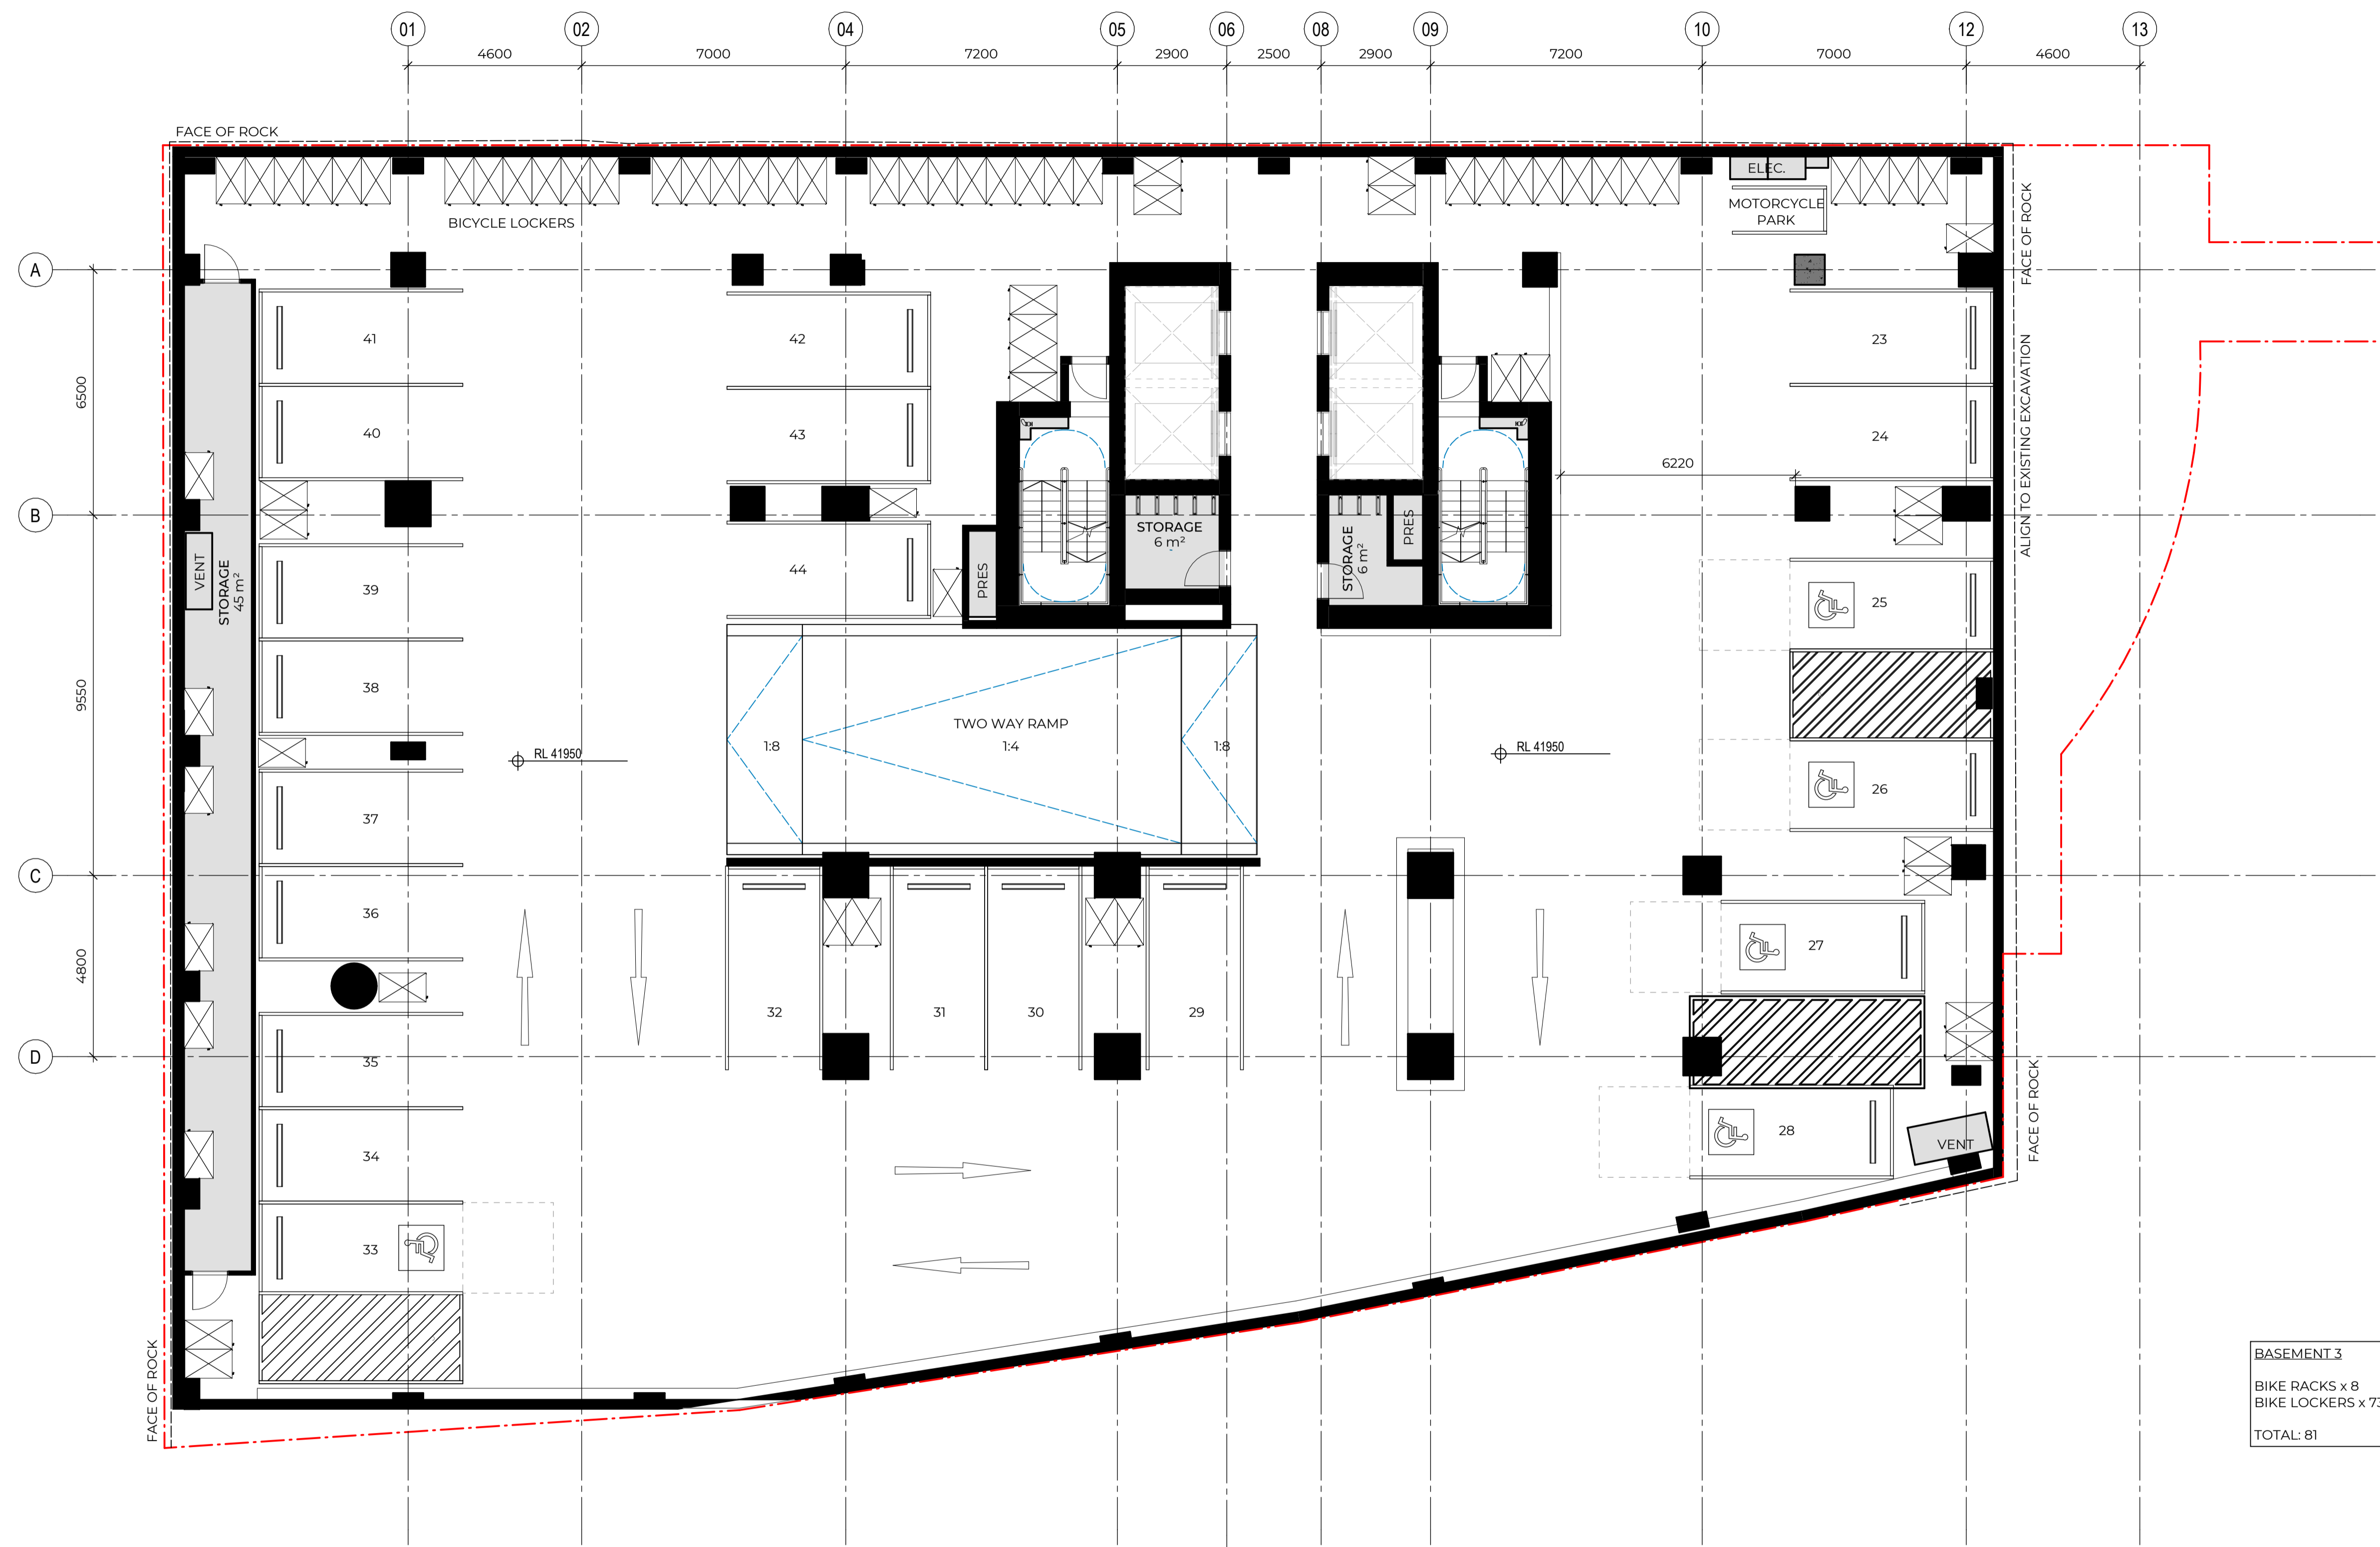 01 02 04 05 06 08 09 10 12 13
4600 7000 7200 2900 2500 2900 7200 7000 4600
FACE OF ROCK
ELEC.
MOTORCYCLE
PARK
BICYCLE LOCKERS
FACE OF ROCK
A
41 42 23
6500
40 43 24
ALIGN TO EXISTING EXCAVATION
6220
B
STORAGE
6 m²
STORAGE
6 m²
PRES
PRES
VENT
STORAGE
45 m²
39 44 25
9550
38
TWO WAY RAMP
1:8 1:4 1:8
RL 41950 RL 41950
37 26
C
36 27
4800
32 31 30 29
D
35
FACE OF ROCK
34 28
VENT
33
FACE OF ROCK
BASEMENT 3
BIKE RACKS x 8
BIKE LOCKERS x
TOTAL: 81